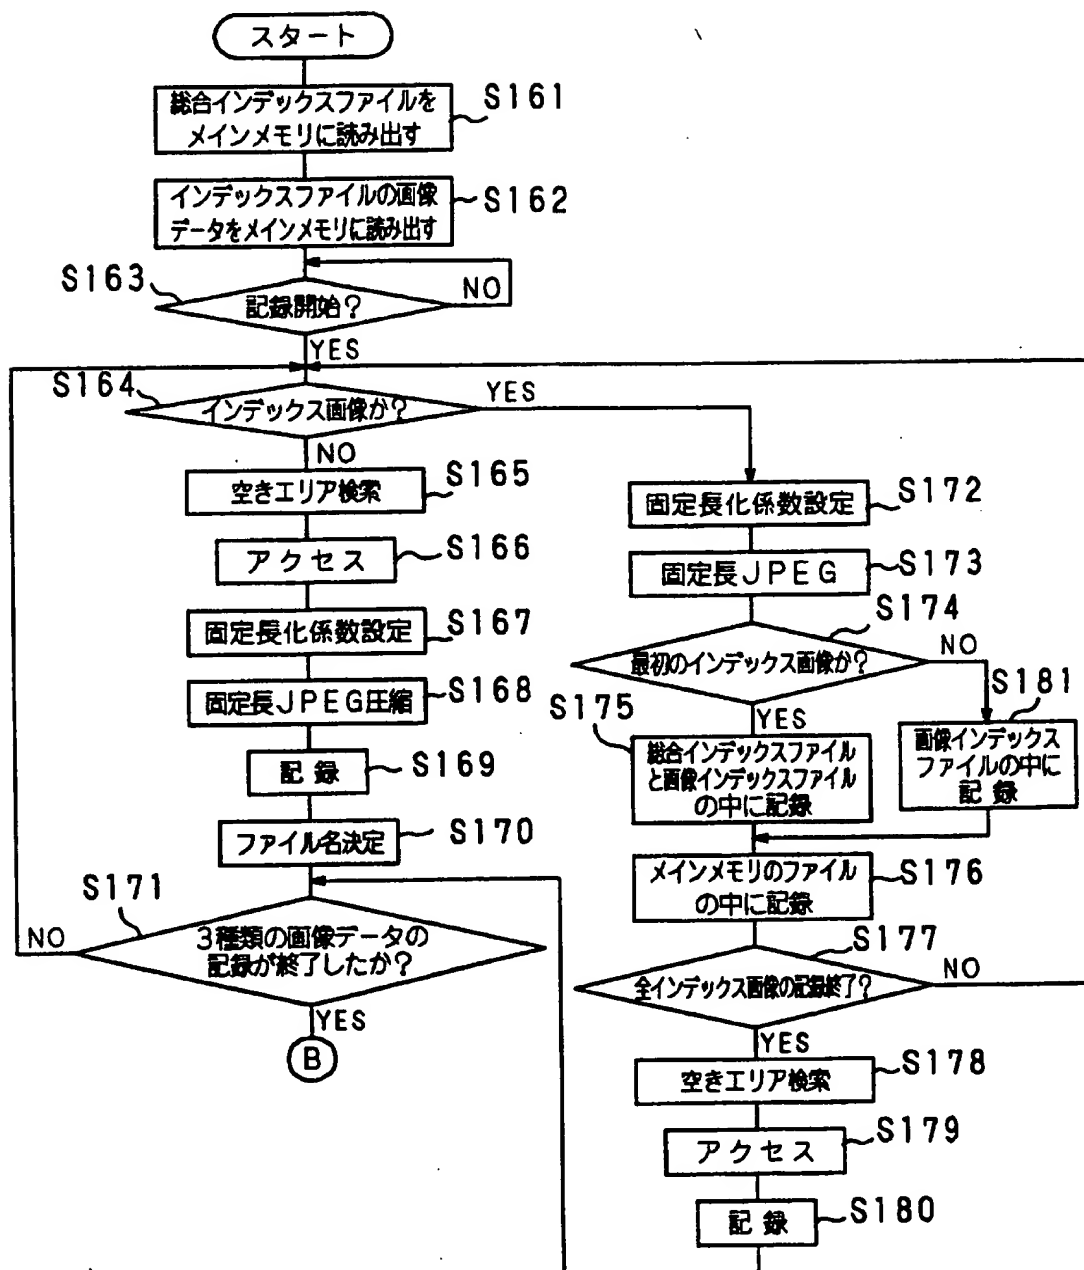 スタート
総合インデックスファイルを
メインメモリに読み出す
S161
インデックスファイルの画像
データをメインメモリに読み出す
S162
S163
記録開始?
NO
YES
S164
インデックス画像か?
YES
NO
空きエリア検索
S165
アクセス
S166
固定長化係数設定
S167
固定長JPEG圧縮
S168
記録
S169
ファイル名決定
S170
S171
3種類の画像データの
記録が終了したか?
NO
YES
B
固定長化係数設定
S172
固定長JPEG
S173
S174
最初のインデックス画像か?
NO
YES
S175
総合インデックスファイル
と画像インデックスファイル
の中に記録
S181
画像インデックス
ファイルの中に
記録
メインメモリのファイル
の中に記録
S176
S177
全インデックス画像の記録終了?
NO
YES
空きエリア検索
S178
アクセス
S179
記録
S180